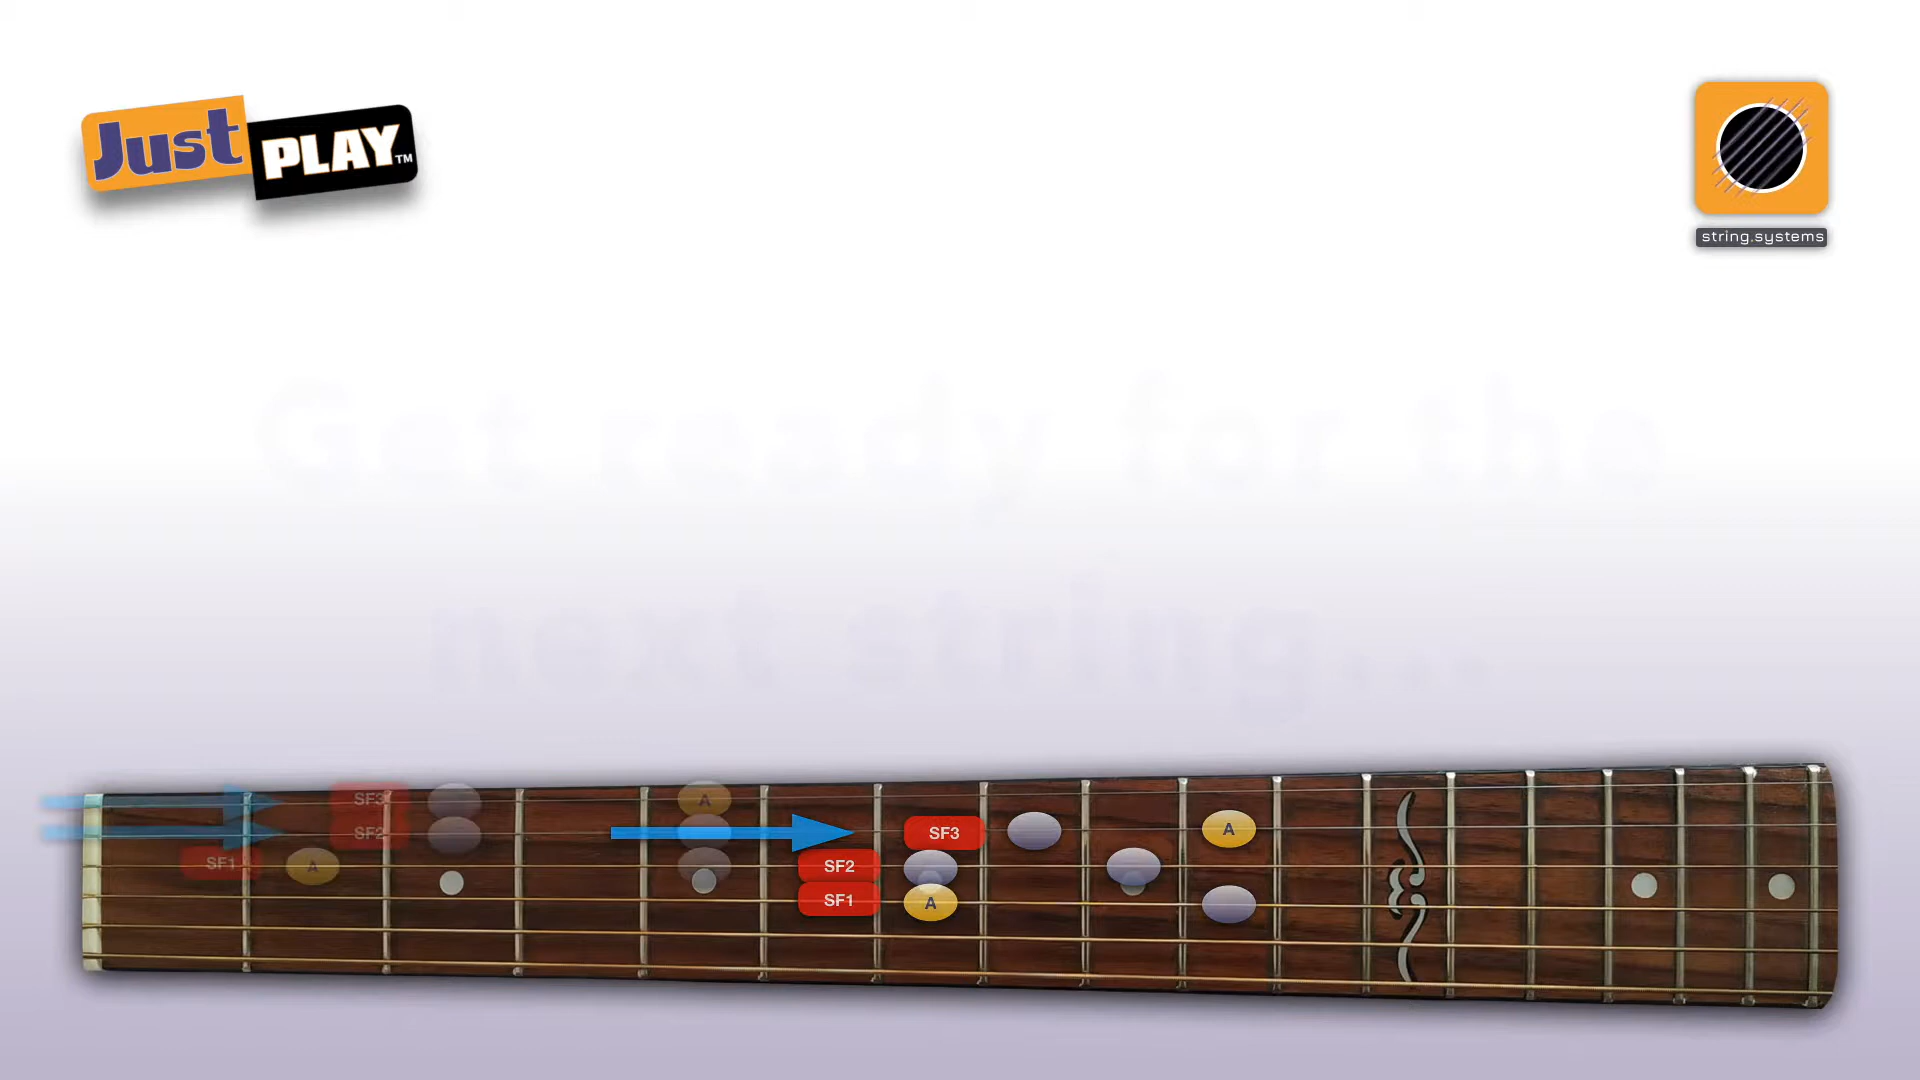 Just PLAY™
string.systems
Get ready for the
next string...
SF3 A
SF2
SF1 A
SF3 A
SF2
SF1 A